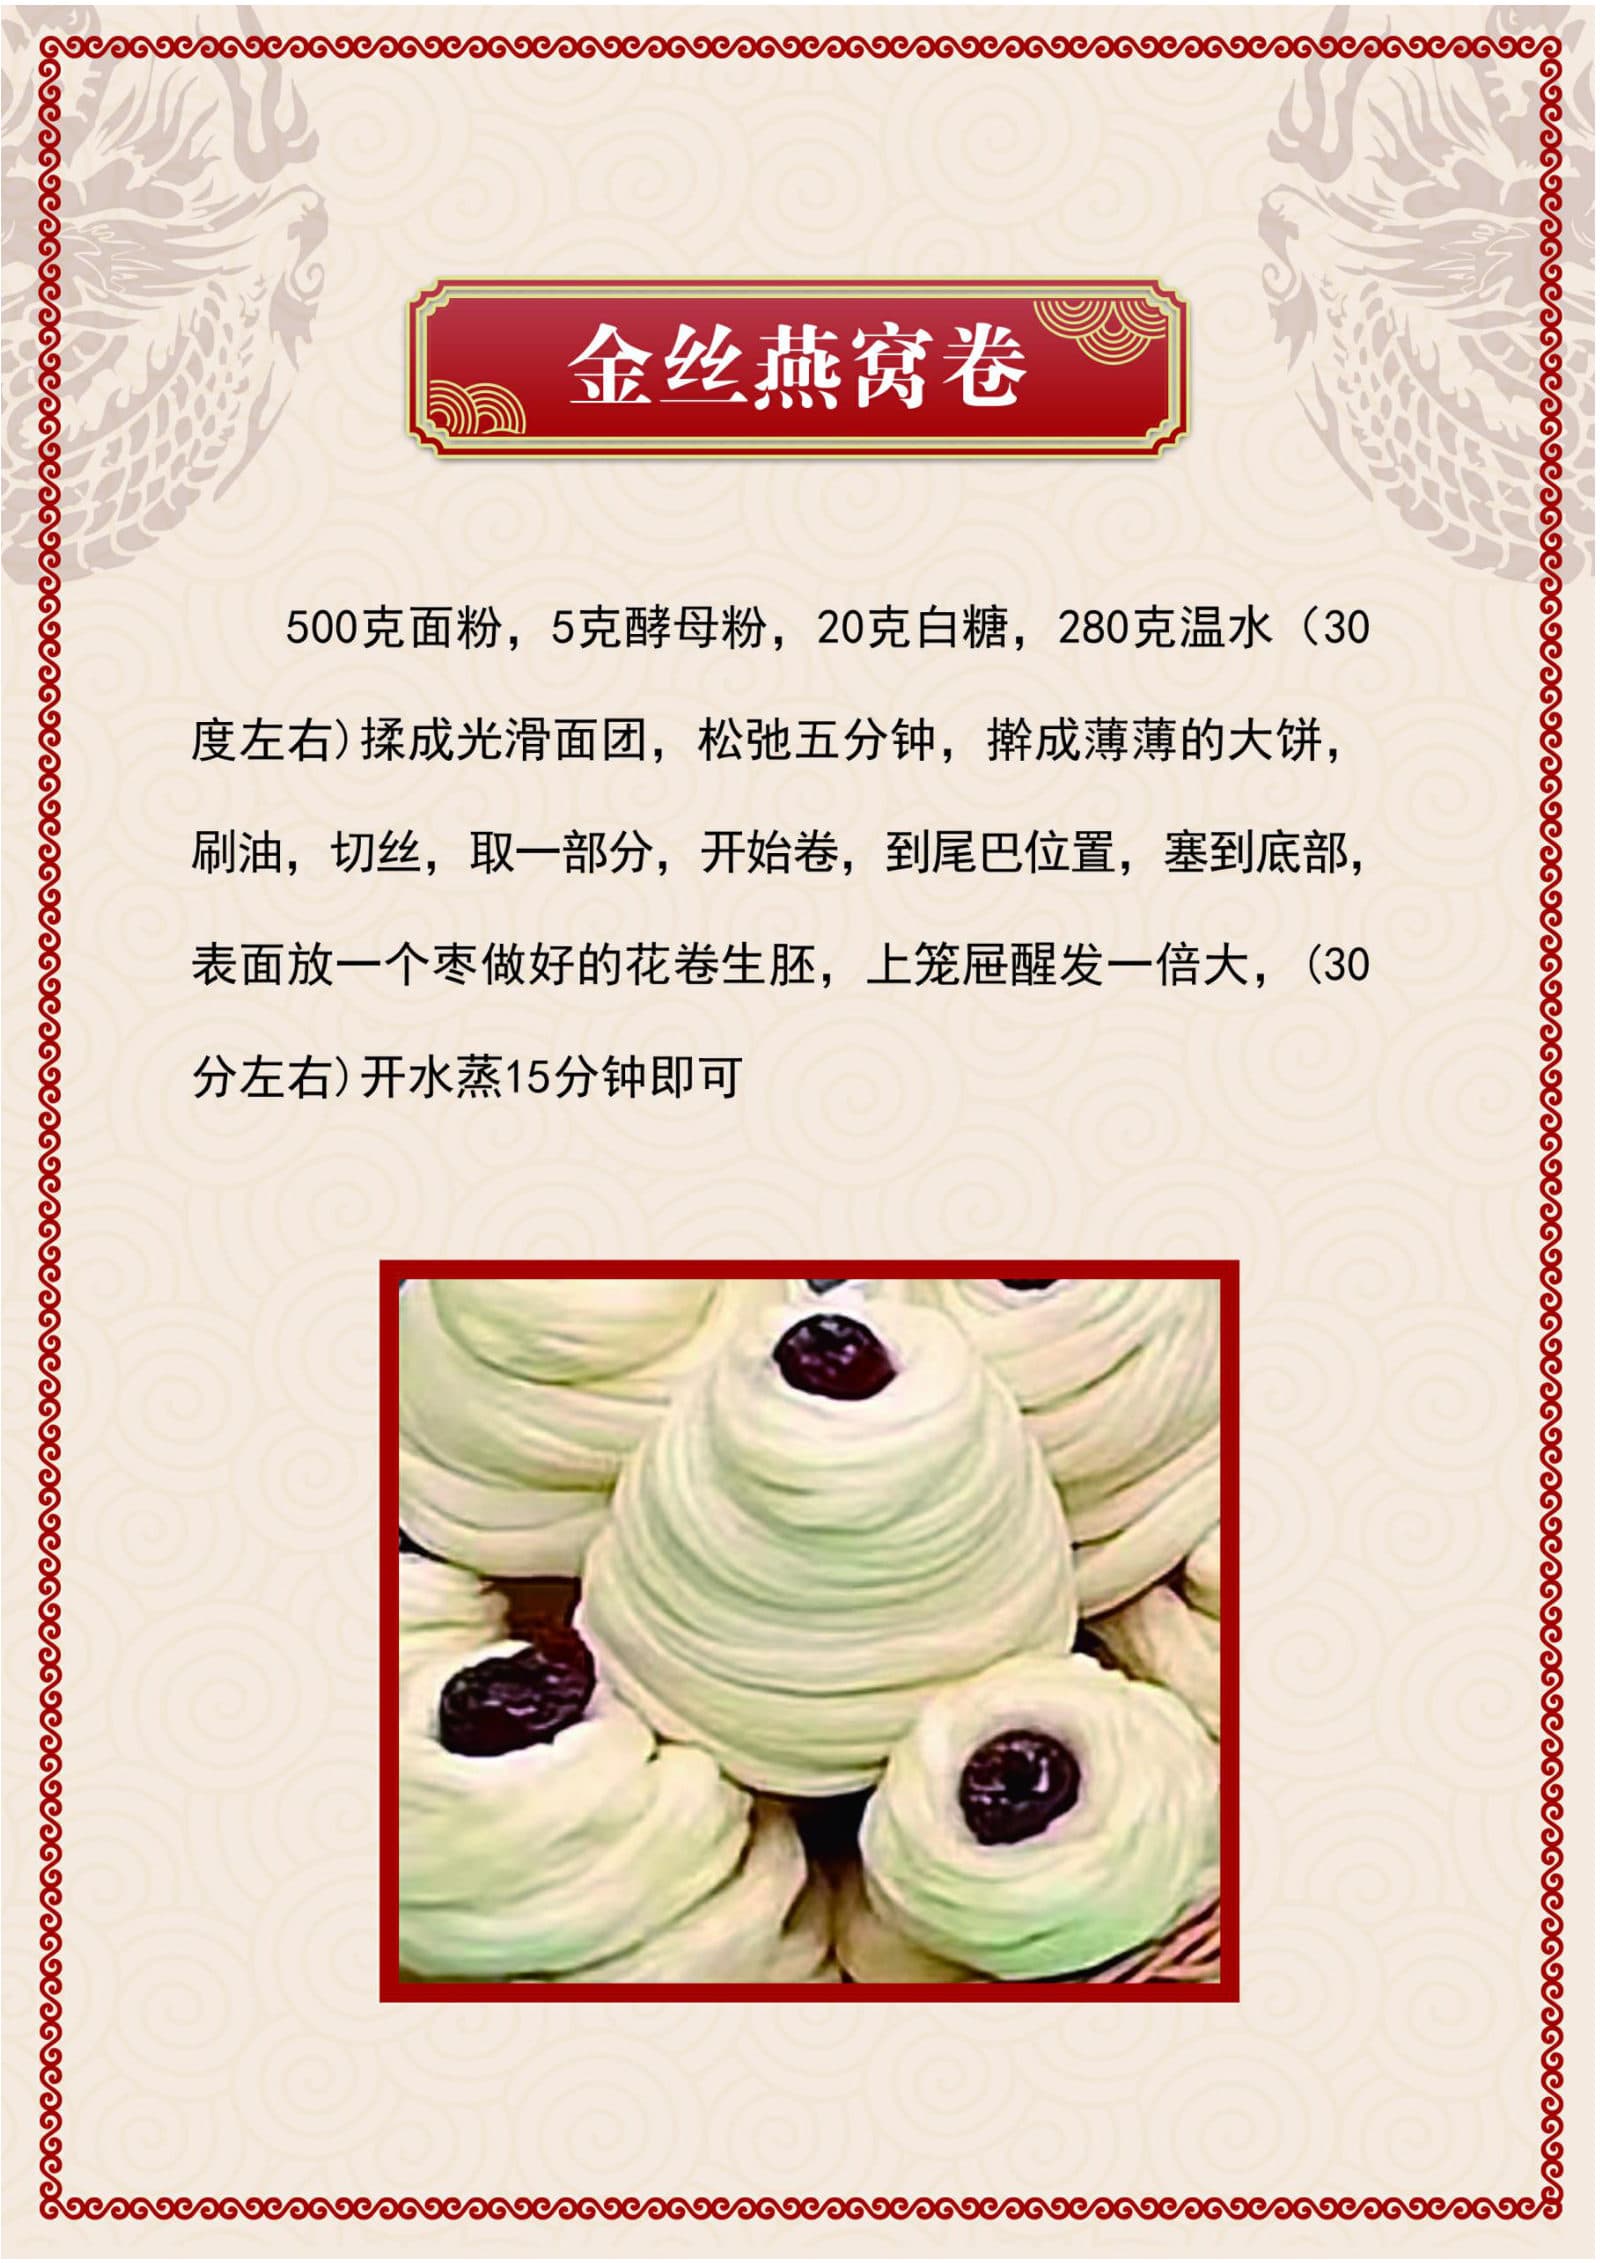 金丝燕窝卷
500克面粉，5克酵母粉，20克白糖，280克温水（30
度左右)揉成光滑面团，松弛五分钟，擀成薄薄的大饼，
刷油，切丝，取一部分，开始卷，到尾巴位置，塞到底部，
表面放一个枣做好的花卷生胚，上笼屉醒发一倍大，(30
分左右)开水蒸15分钟即可